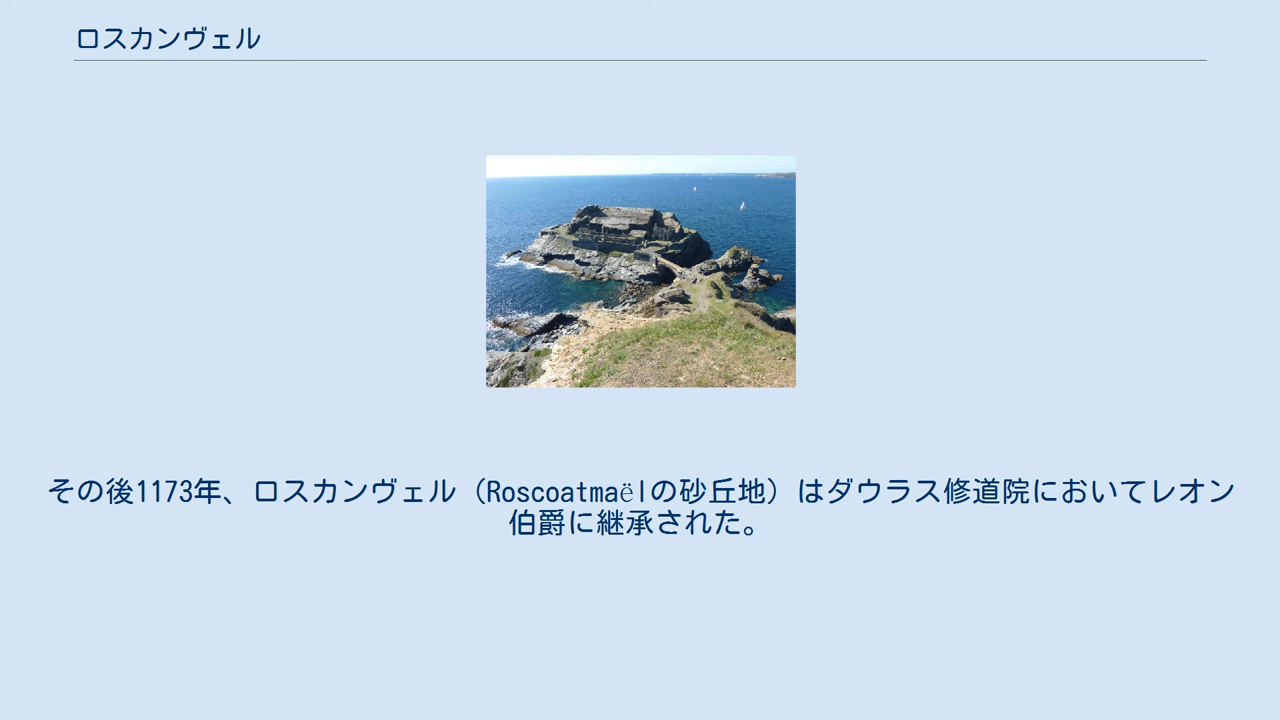 ロスカンヴェル
その後1173年、ロスカンヴェル（Roscoatmaëlの砂丘地）はダウラス修道院においてレオン
伯爵に継承された。